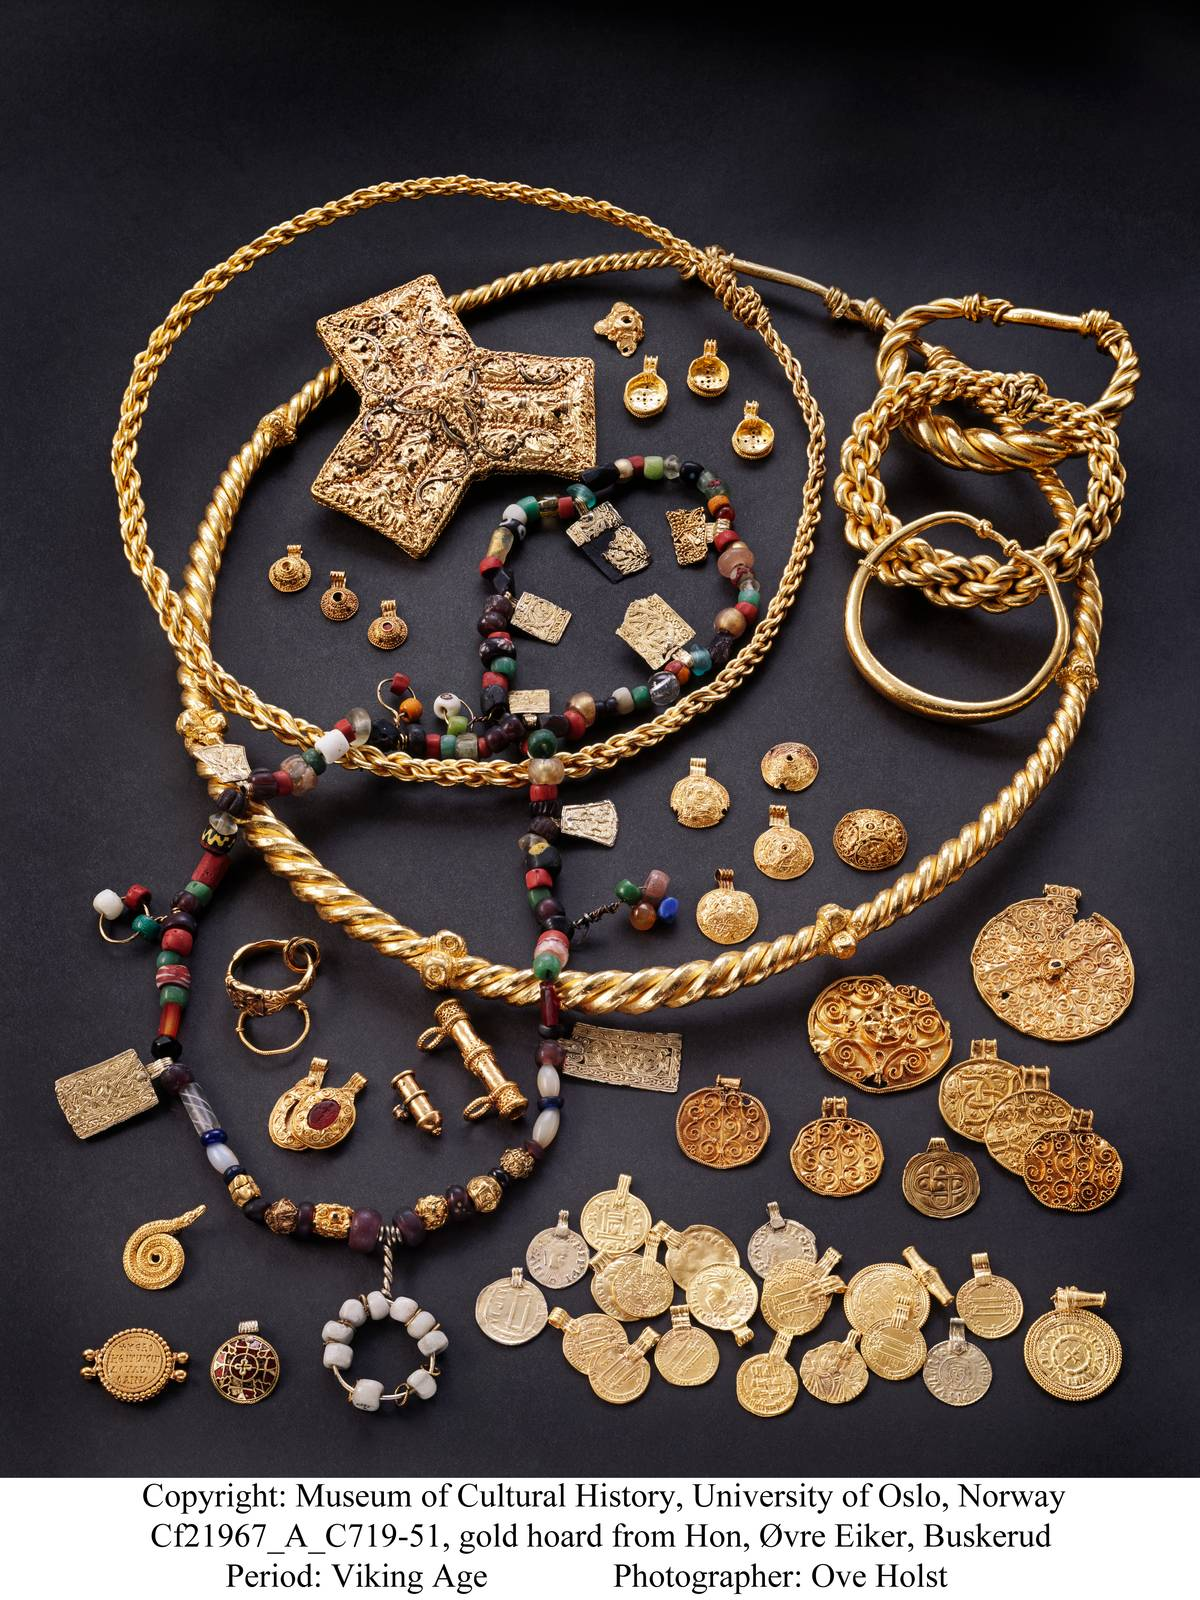 Copyright: Museum of Cultural History, University of Oslo, Norway
Cf21967_A_C719-51, gold hoard from Hon, Øvre Eiker, Buskerud
Period: Viking Age Photographer: Ove Holst